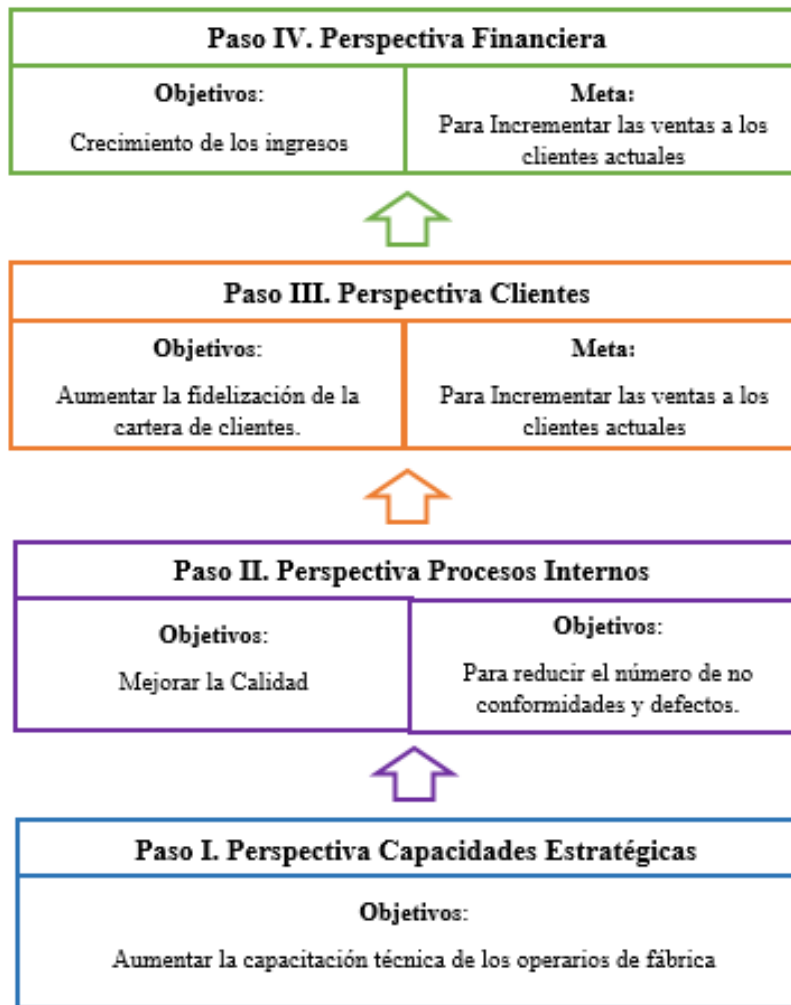 Paso IV. Perspectiva Financiera
Objetivos:
Crecimiento de los ingresos
Meta:
Para Incrementar las ventas a los
clientes actuales
Paso III. Perspectiva Clientes
Objetivos:
Aumentar la fidelización de la
cartera de clientes.
Meta:
Para Incrementar las ventas a los
clientes actuales
Paso II. Perspectiva Procesos Internos
Objetivos:
Mejorar la Calidad
Objetivos:
Para reducir el número de no
conformidades y defectos.
Paso I. Perspectiva Capacidades Estratégicas
Objetivos:
Aumentar la capacitación técnica de los operarios de fábrica